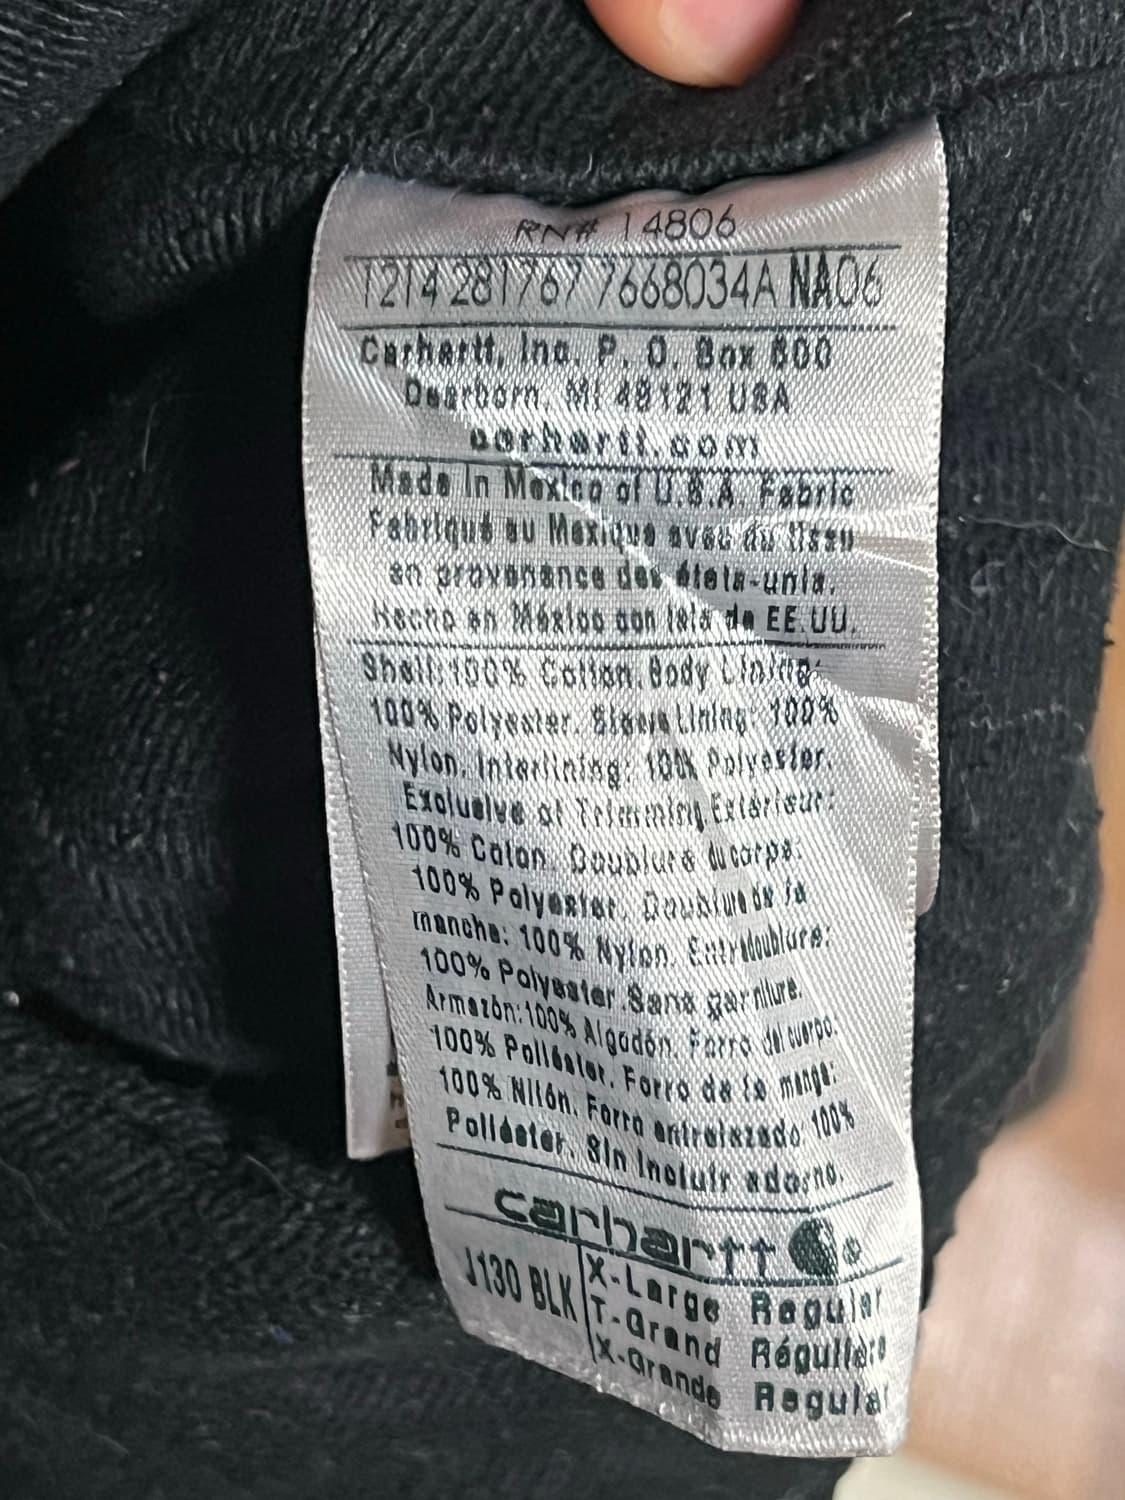 RN# 14806
1214 281767 7668034A NA06
Carhartt, Inc. P. O. Box 600
Dearborn, MI 48121 USA
carhartt.com
Made In Mexico of U.S.A. Fabric
Fabriqué au Mexique avec du tissu
en provenance des états-unis.
Hecho en México con tela de EE.UU.
Shell:100% Cotton. Body Lining:
100% Polyester. Sleeve Lining: 100%
Nylon. Interlining: 100% Polyester.
Exclusive of Trimming Extérieur:
100% Coton. Doublure du corps:
100% Polyester. Doublure de la
manche: 100% Nylon. Entredoublure:
100% Polyester.Sans garniture.
Armazón:100% Algodón. Forro del cuerpo:
100% Poliéster. Forro de la manga:
100% Nilón. Forro entrelazado: 100%
Poliéster. Sin Incluir adorno.
carhartt ®
J130 BLK
X-Large Regular
T-Grand Régulière
X-Grande Regular